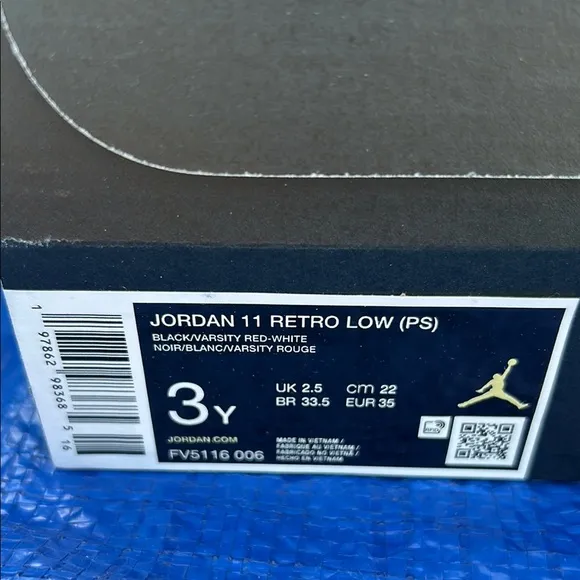 JORDAN 11 RETRO LOW (PS)
BLACK/VARSITY RED-WHITE
NOIR/BLANC/VARSITY ROUGE
3Y
UK 2.5 cm 22
BR 33.5 EUR 35
JORDAN.COM
FV5116 006
MADE IN VIETNAM /
FABRIQUE AU VIETNAM /
FABRICADO NO VIETNÃ /
HECHO EN VIETNAM
RFID
1 97862 98368 5 16